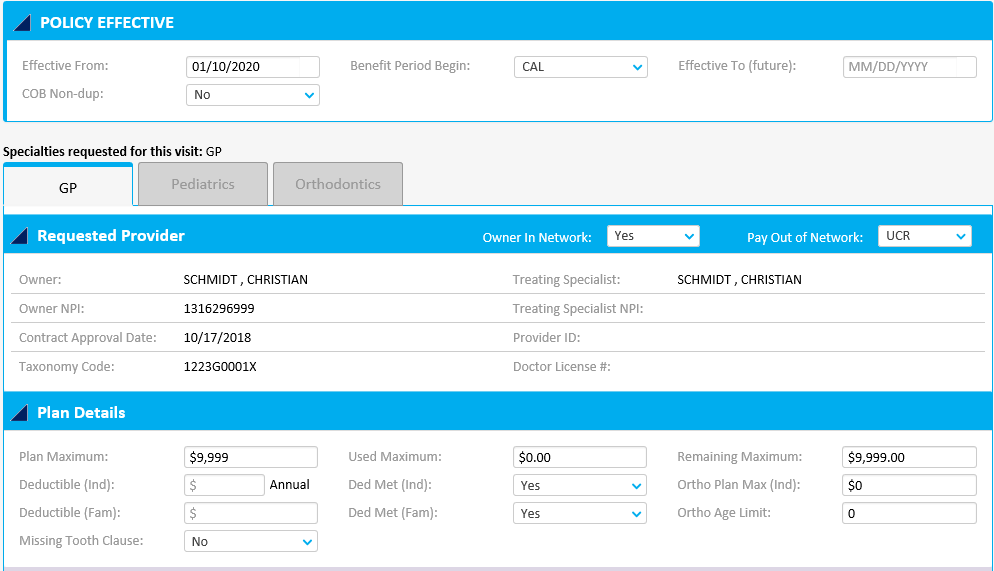 POLICY EFFECTIVE
Effective From: 01/10/2020 Benefit Period Begin: CAL Effective To (future): MM/DD/YYYY
COB Non-dup: No
Specialties requested for this visit: GP
GP Pediatrics Orthodontics
Requested Provider Owner In Network: Yes Pay Out of Network: UCR
Owner: SCHMIDT , CHRISTIAN Treating Specialist: SCHMIDT , CHRISTIAN
Owner NPI: 1316296999 Treating Specialist NPI:
Contract Approval Date: 10/17/2018 Provider ID:
Taxonomy Code: 1223G0001X Doctor License #:
Plan Details
Plan Maximum: $9,999 Used Maximum: $0.00 Remaining Maximum: $9,999.00
Deductible (Ind): $ Annual Ded Met (Ind): Yes Ortho Plan Max (Ind): $0
Deductible (Fam): $ Ded Met (Fam): Yes Ortho Age Limit: 0
Missing Tooth Clause: No